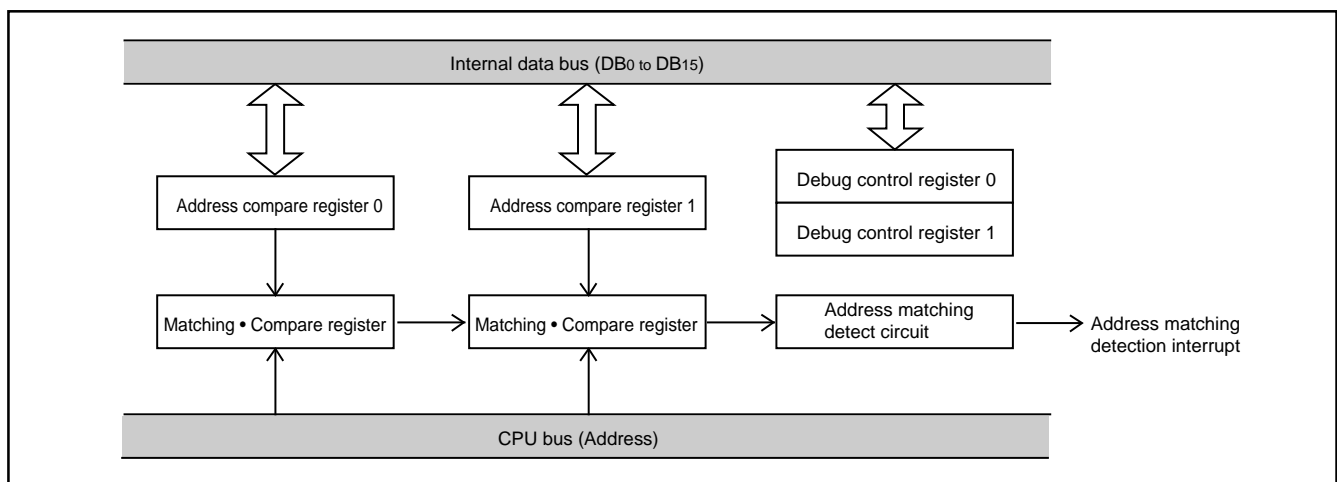 Internal data bus (DB0 to DB15)
Address compare register 0
Address compare register 1
Debug control register 0
Debug control register 1
Matching • Compare register
Matching • Compare register
Address matching
detect circuit
Address matching
detection interrupt
CPU bus (Address)